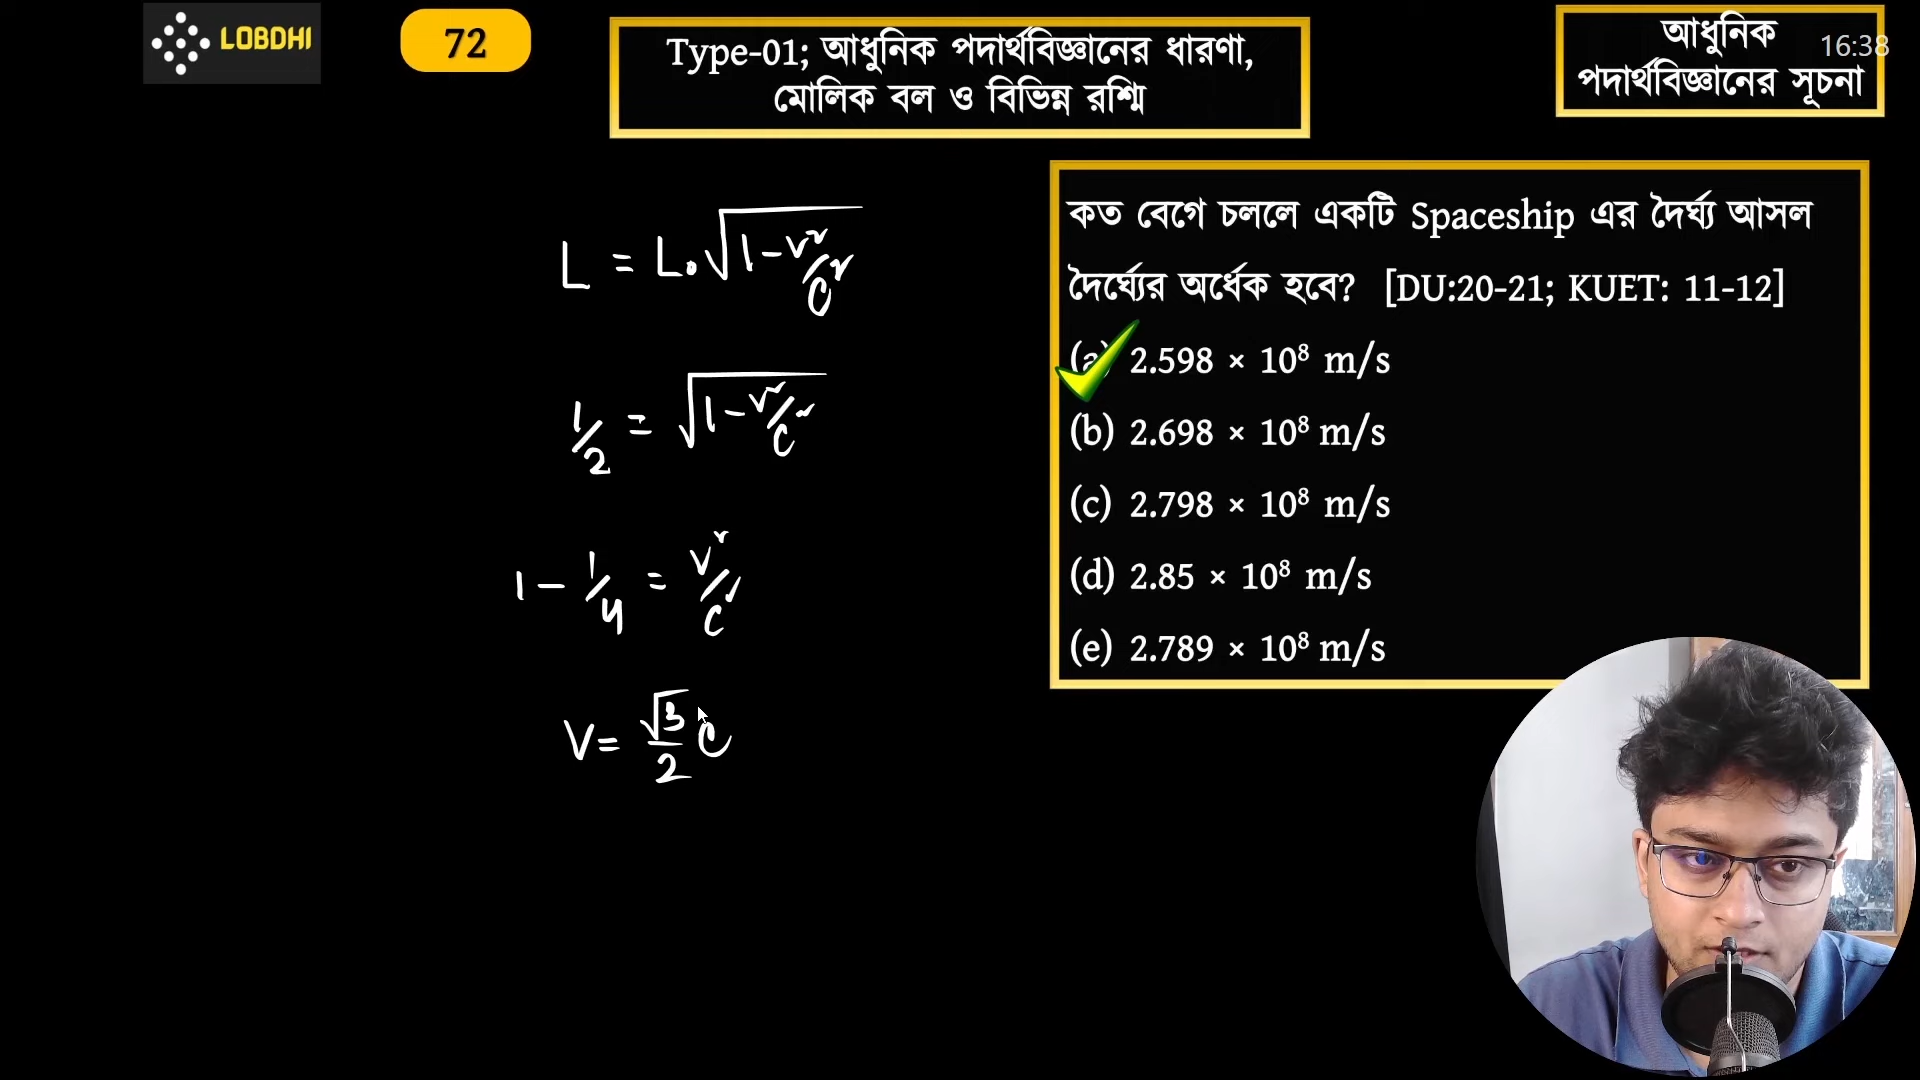 LOBDHI
72
Type-01; আধুনিক পদার্থবিজ্ঞানের ধারণা,
মোলিক বল ও বিভিন্ন রশ্মি
আধুনিক
পদার্থবিজ্ঞানের সূচনা
16:38
L = L₀√(1-v²/c²)
1/2 = √(1-v²/c²)
1 - 1/4 = v²/c²
V = √3/2 c
কত বেগে চললে একটি Spaceship এর দৈর্ঘ্য আসল
দৈর্ঘ্যের অর্ধেক হবে? [DU:20-21; KUET: 11-12]
(a) 2.598 × 10⁸ m/s
(b) 2.698 × 10⁸ m/s
(c) 2.798 × 10⁸ m/s
(d) 2.85 × 10⁸ m/s
(e) 2.789 × 10⁸ m/s